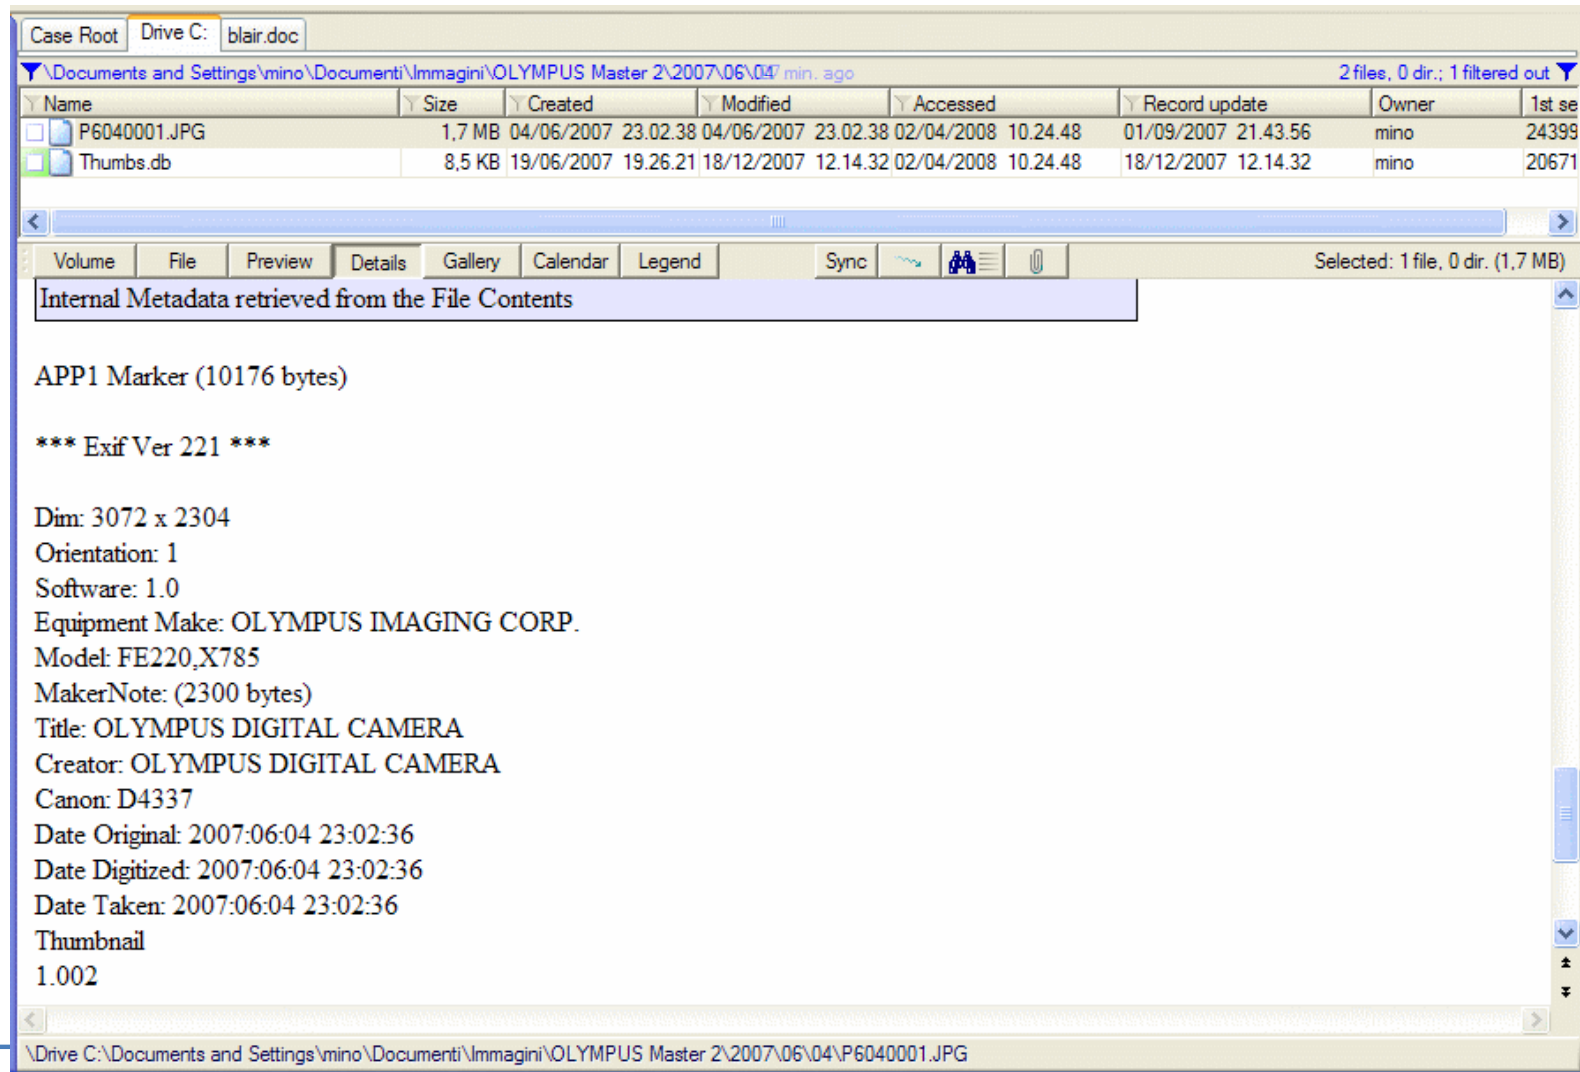 Case Root Drive C: blair.doc
\Documents and Settings\mino\Documenti\Immagini\OLYMPUS Master 2\2007\06\04 min. ago 2 files, 0 dir.; 1 filtered out
Name Size Created Modified Accessed Record update Owner 1st se
P6040001.JPG 1,7 MB 04/06/2007 23.02.38 04/06/2007 23.02.38 02/04/2008 10.24.48 01/09/2007 21.43.56 mino 24399
Thumbs.db 8,5 KB 19/06/2007 19.26.21 18/12/2007 12.14.32 02/04/2008 10.24.48 18/12/2007 12.14.32 mino 20671
Volume File Preview Details Gallery Calendar Legend Sync Selected: 1 file, 0 dir. (1,7 MB)
Internal Metadata retrieved from the File Contents
APP1 Marker (10176 bytes)
*** Exif Ver 221 ***
Dim: 3072 x 2304
Orientation: 1
Software: 1.0
Equipment Make: OLYMPUS IMAGING CORP.
Model: FE220,X785
MakerNote: (2300 bytes)
Title: OLYMPUS DIGITAL CAMERA
Creator: OLYMPUS DIGITAL CAMERA
Canon: D4337
Date Original: 2007:06:04 23:02:36
Date Digitized: 2007:06:04 23:02:36
Date Taken: 2007:06:04 23:02:36
Thumbnail
1.002
\Drive C:\Documents and Settings\mino\Documenti\Immagini\OLYMPUS Master 2\2007\06\04\P6040001.JPG